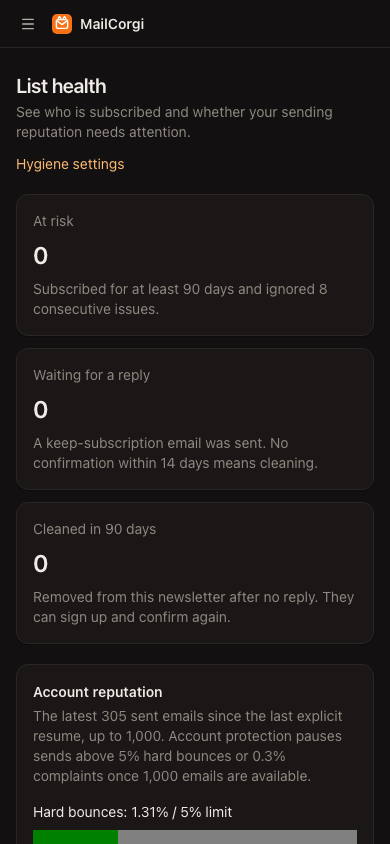 MailCorgi
List health
See who is subscribed and whether your sending
reputation needs attention.
Hygiene settings
At risk
0
Subscribed for at least 90 days and ignored 8
consecutive issues.
Waiting for a reply
0
A keep-subscription email was sent. No
confirmation within 14 days means cleaning.
Cleaned in 90 days
0
Removed from this newsletter after no reply. They
can sign up and confirm again.
Account reputation
The latest 305 sent emails since the last explicit
resume, up to 1,000. Account protection pauses
sends above 5% hard bounces or 0.3%
complaints once 1,000 emails are available.
Hard bounces: 1.31% / 5% limit